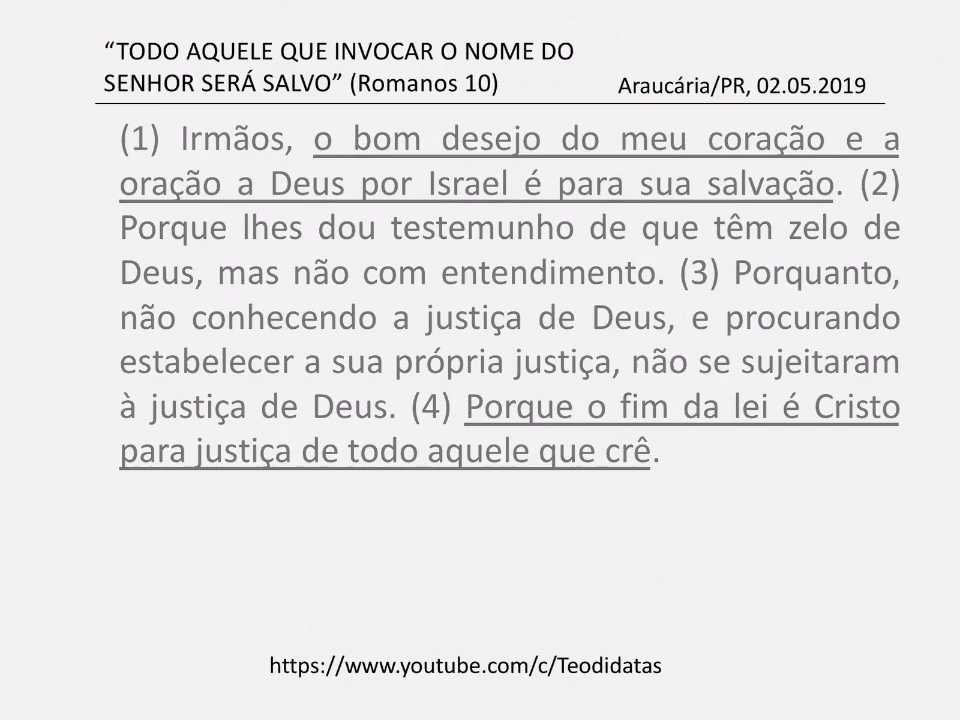 “TODO AQUELE QUE INVOCAR O NOME DO
SENHOR SERÁ SALVO” (Romanos 10)
Araucária/PR, 02.05.2019
(1) Irmãos, o bom desejo do meu coração e a
oração a Deus por Israel é para sua salvação. (2)
Porque lhes dou testemunho de que têm zelo de
Deus, mas não com entendimento. (3) Porquanto,
não conhecendo a justiça de Deus, e procurando
estabelecer a sua própria justiça, não se sujeitaram
à justiça de Deus. (4) Porque o fim da lei é Cristo
para justiça de todo aquele que crê.
https://www.youtube.com/c/Teodidatas